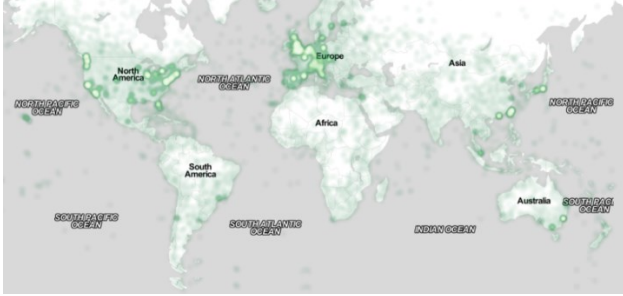 Europe
Asia
North
America
NORTH ATLANTIC
OCEAN
NORTH PACIFIC
OCEAN
NORTH PACIFIC
OCEAN
Africa
South
America
Australia
SOUTH PAC
OCEAN
SOUTH PACIFIC
OCEAN
SOUTH ATLANTIC
OCEAN
INDIAN OCEAN